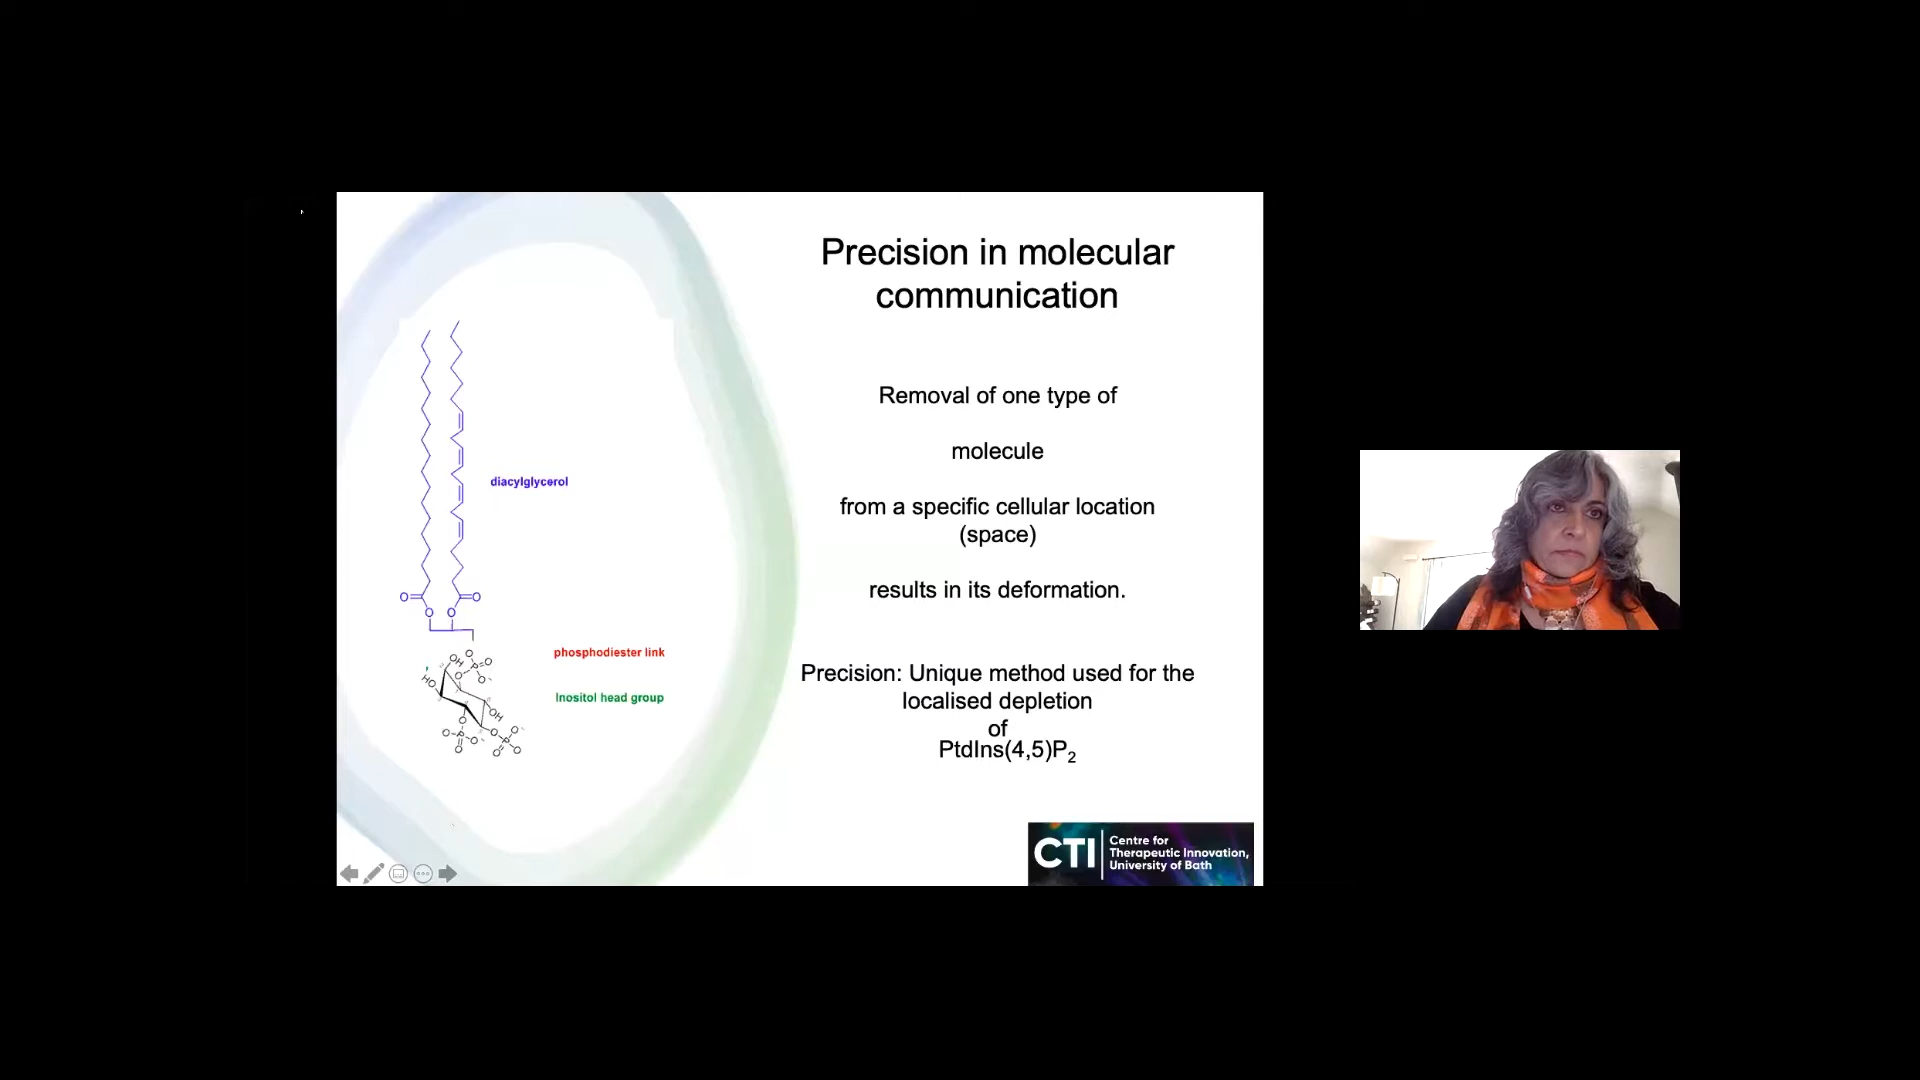 Precision in molecular
communication
Removal of one type of
molecule
from a specific cellular location
(space)
results in its deformation.
Precision: Unique method used for the
localised depletion
of
PtdIns(4,5)P₂
diacylglycerol
phosphodiester link
Inositol head group
CTI
Centre for
Therapeutic Innovation,
University of Bath